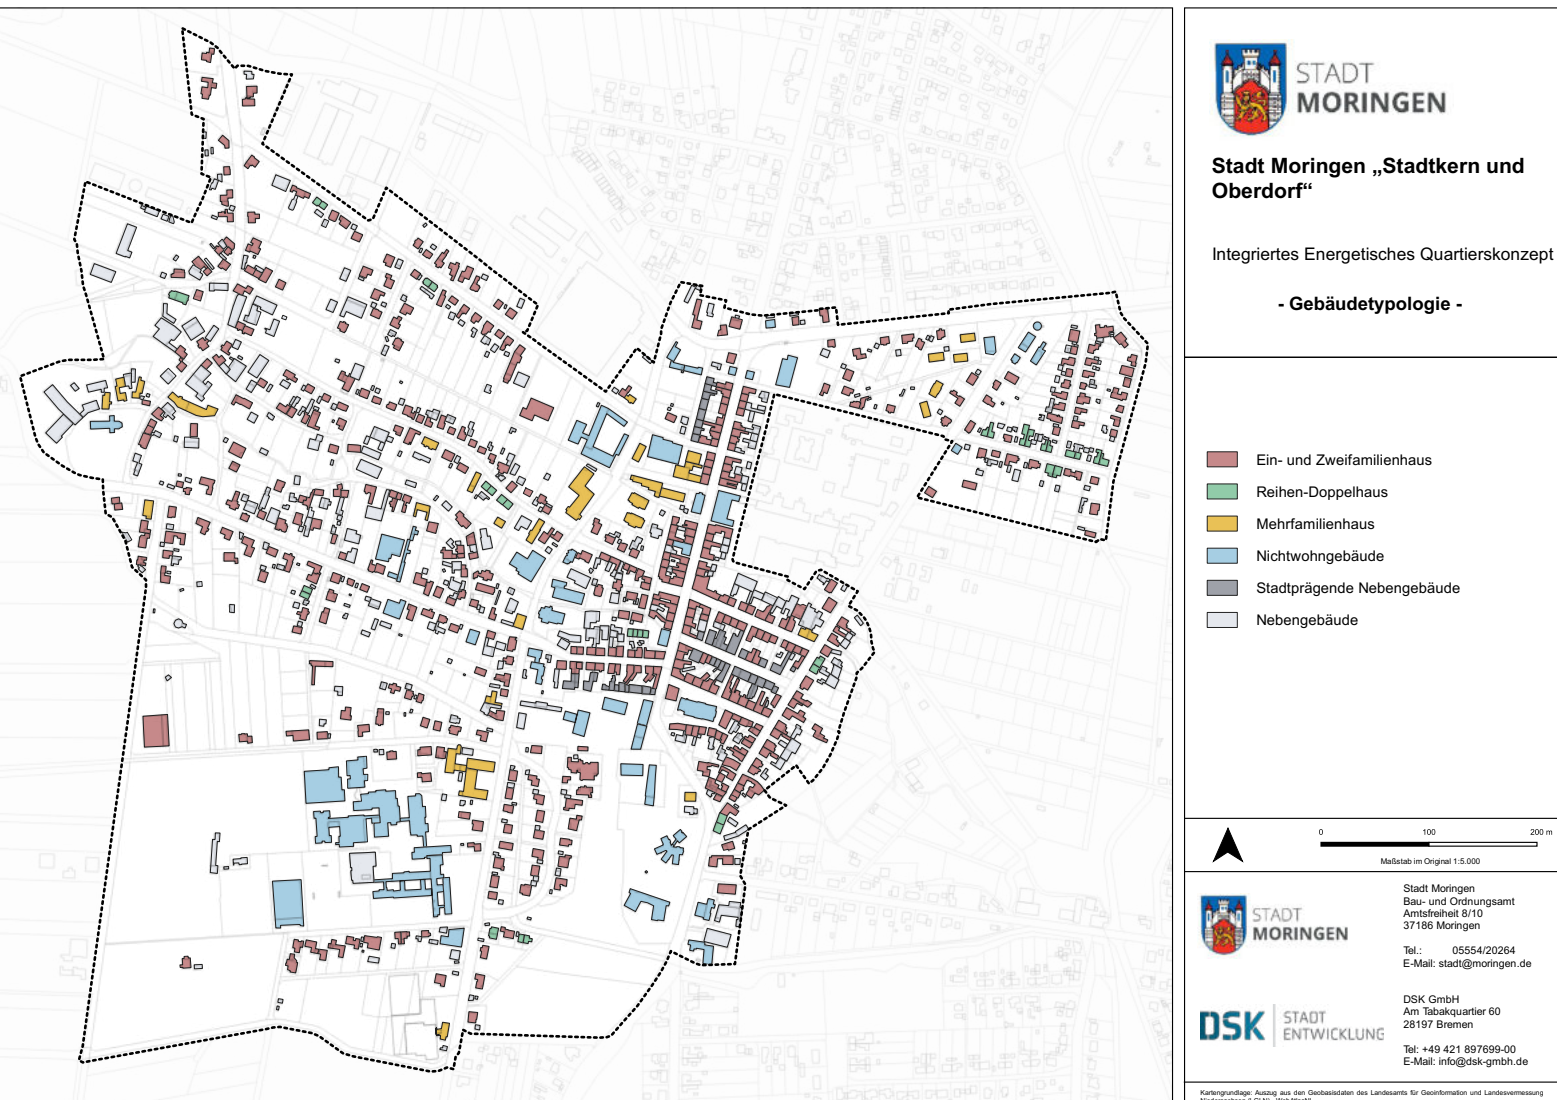 STADT
MORINGEN
Stadt Moringen „Stadtkern und
Oberdorf“
Integriertes Energetisches Quartierskonzept
- Gebäudetypologie -
Ein- und Zweifamilienhaus
Reihen-Doppelhaus
Mehrfamilienhaus
Nichtwohngebäude
Stadtprägende Nebengebäude
Nebengebäude
0 100 200 m
Maßstab im Original 1:5.000
STADT
MORINGEN
Stadt Moringen
Bau- und Ordnungsamt
Amtsfreiheit 8/10
37186 Moringen
Tel.: 05554/20264
E-Mail: stadt@moringen.de
DSK STADT
ENTWICKLUNG
DSK GmbH
Am Tabakquartier 60
28197 Bremen
Tel: +49 421 897699-00
E-Mail: info@dsk-gmbh.de
Kartengrundlage: Auszug aus den Geobasisdaten des Landesamts für Geoinformation und Landesvermessung